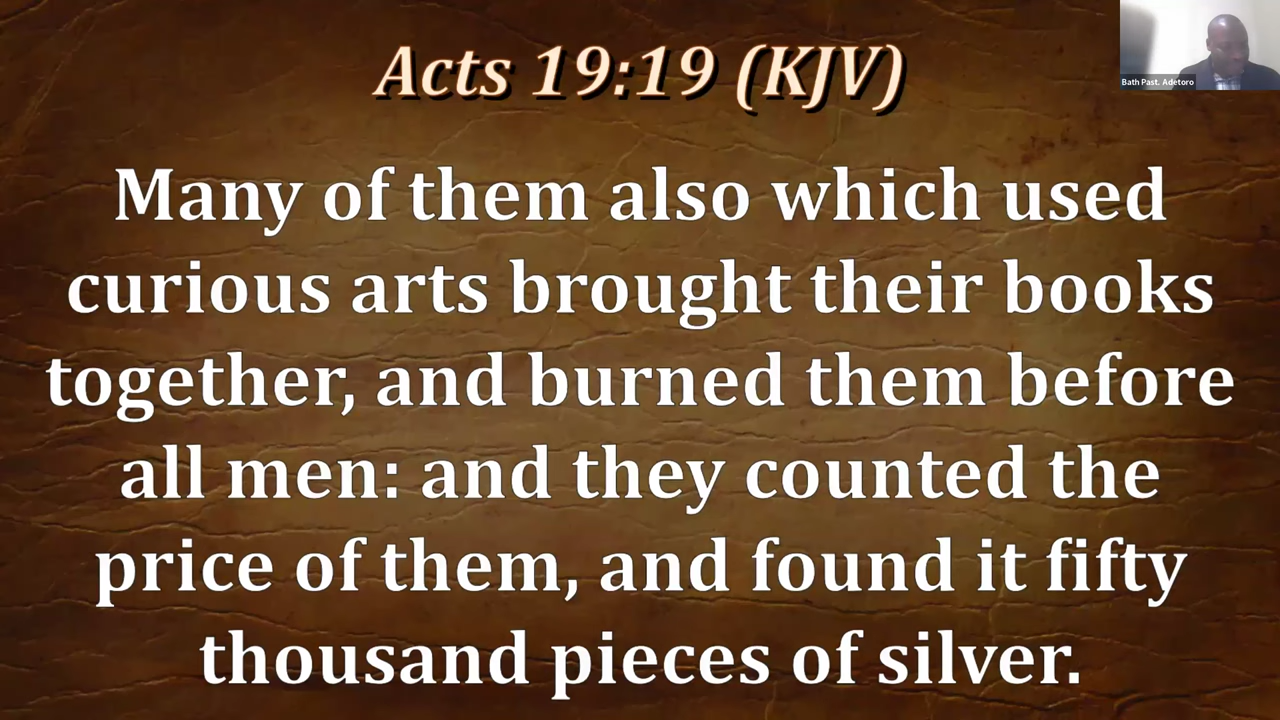 Acts 19:19 (KJV)
Bath Past. Adetoro
Many of them also which used
curious arts brought their books
together, and burned them before
all men: and they counted the
price of them, and found it fifty
thousand pieces of silver.